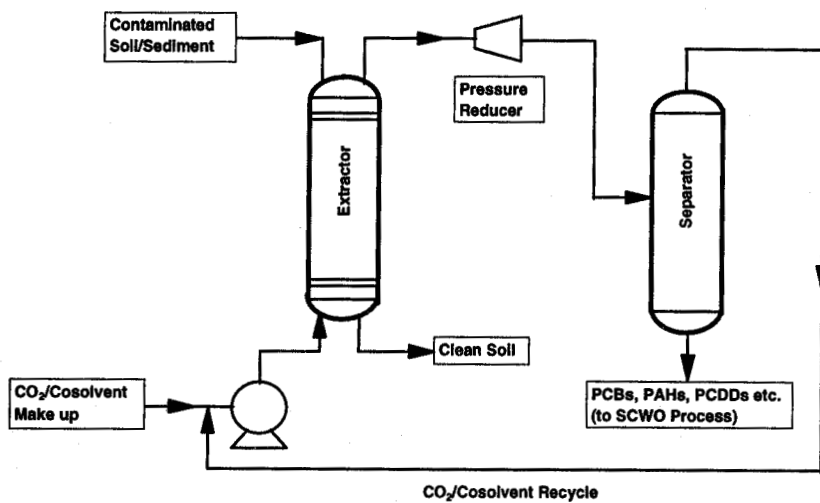 Contaminated
Soil/Sediment
Pressure
Reducer
Extractor
Separator
Clean Soil
CO₂/Cosolvent
Make up
PCBs, PAHs, PCDDs etc.
(to SCWO Process)
CO₂/Cosolvent Recycle